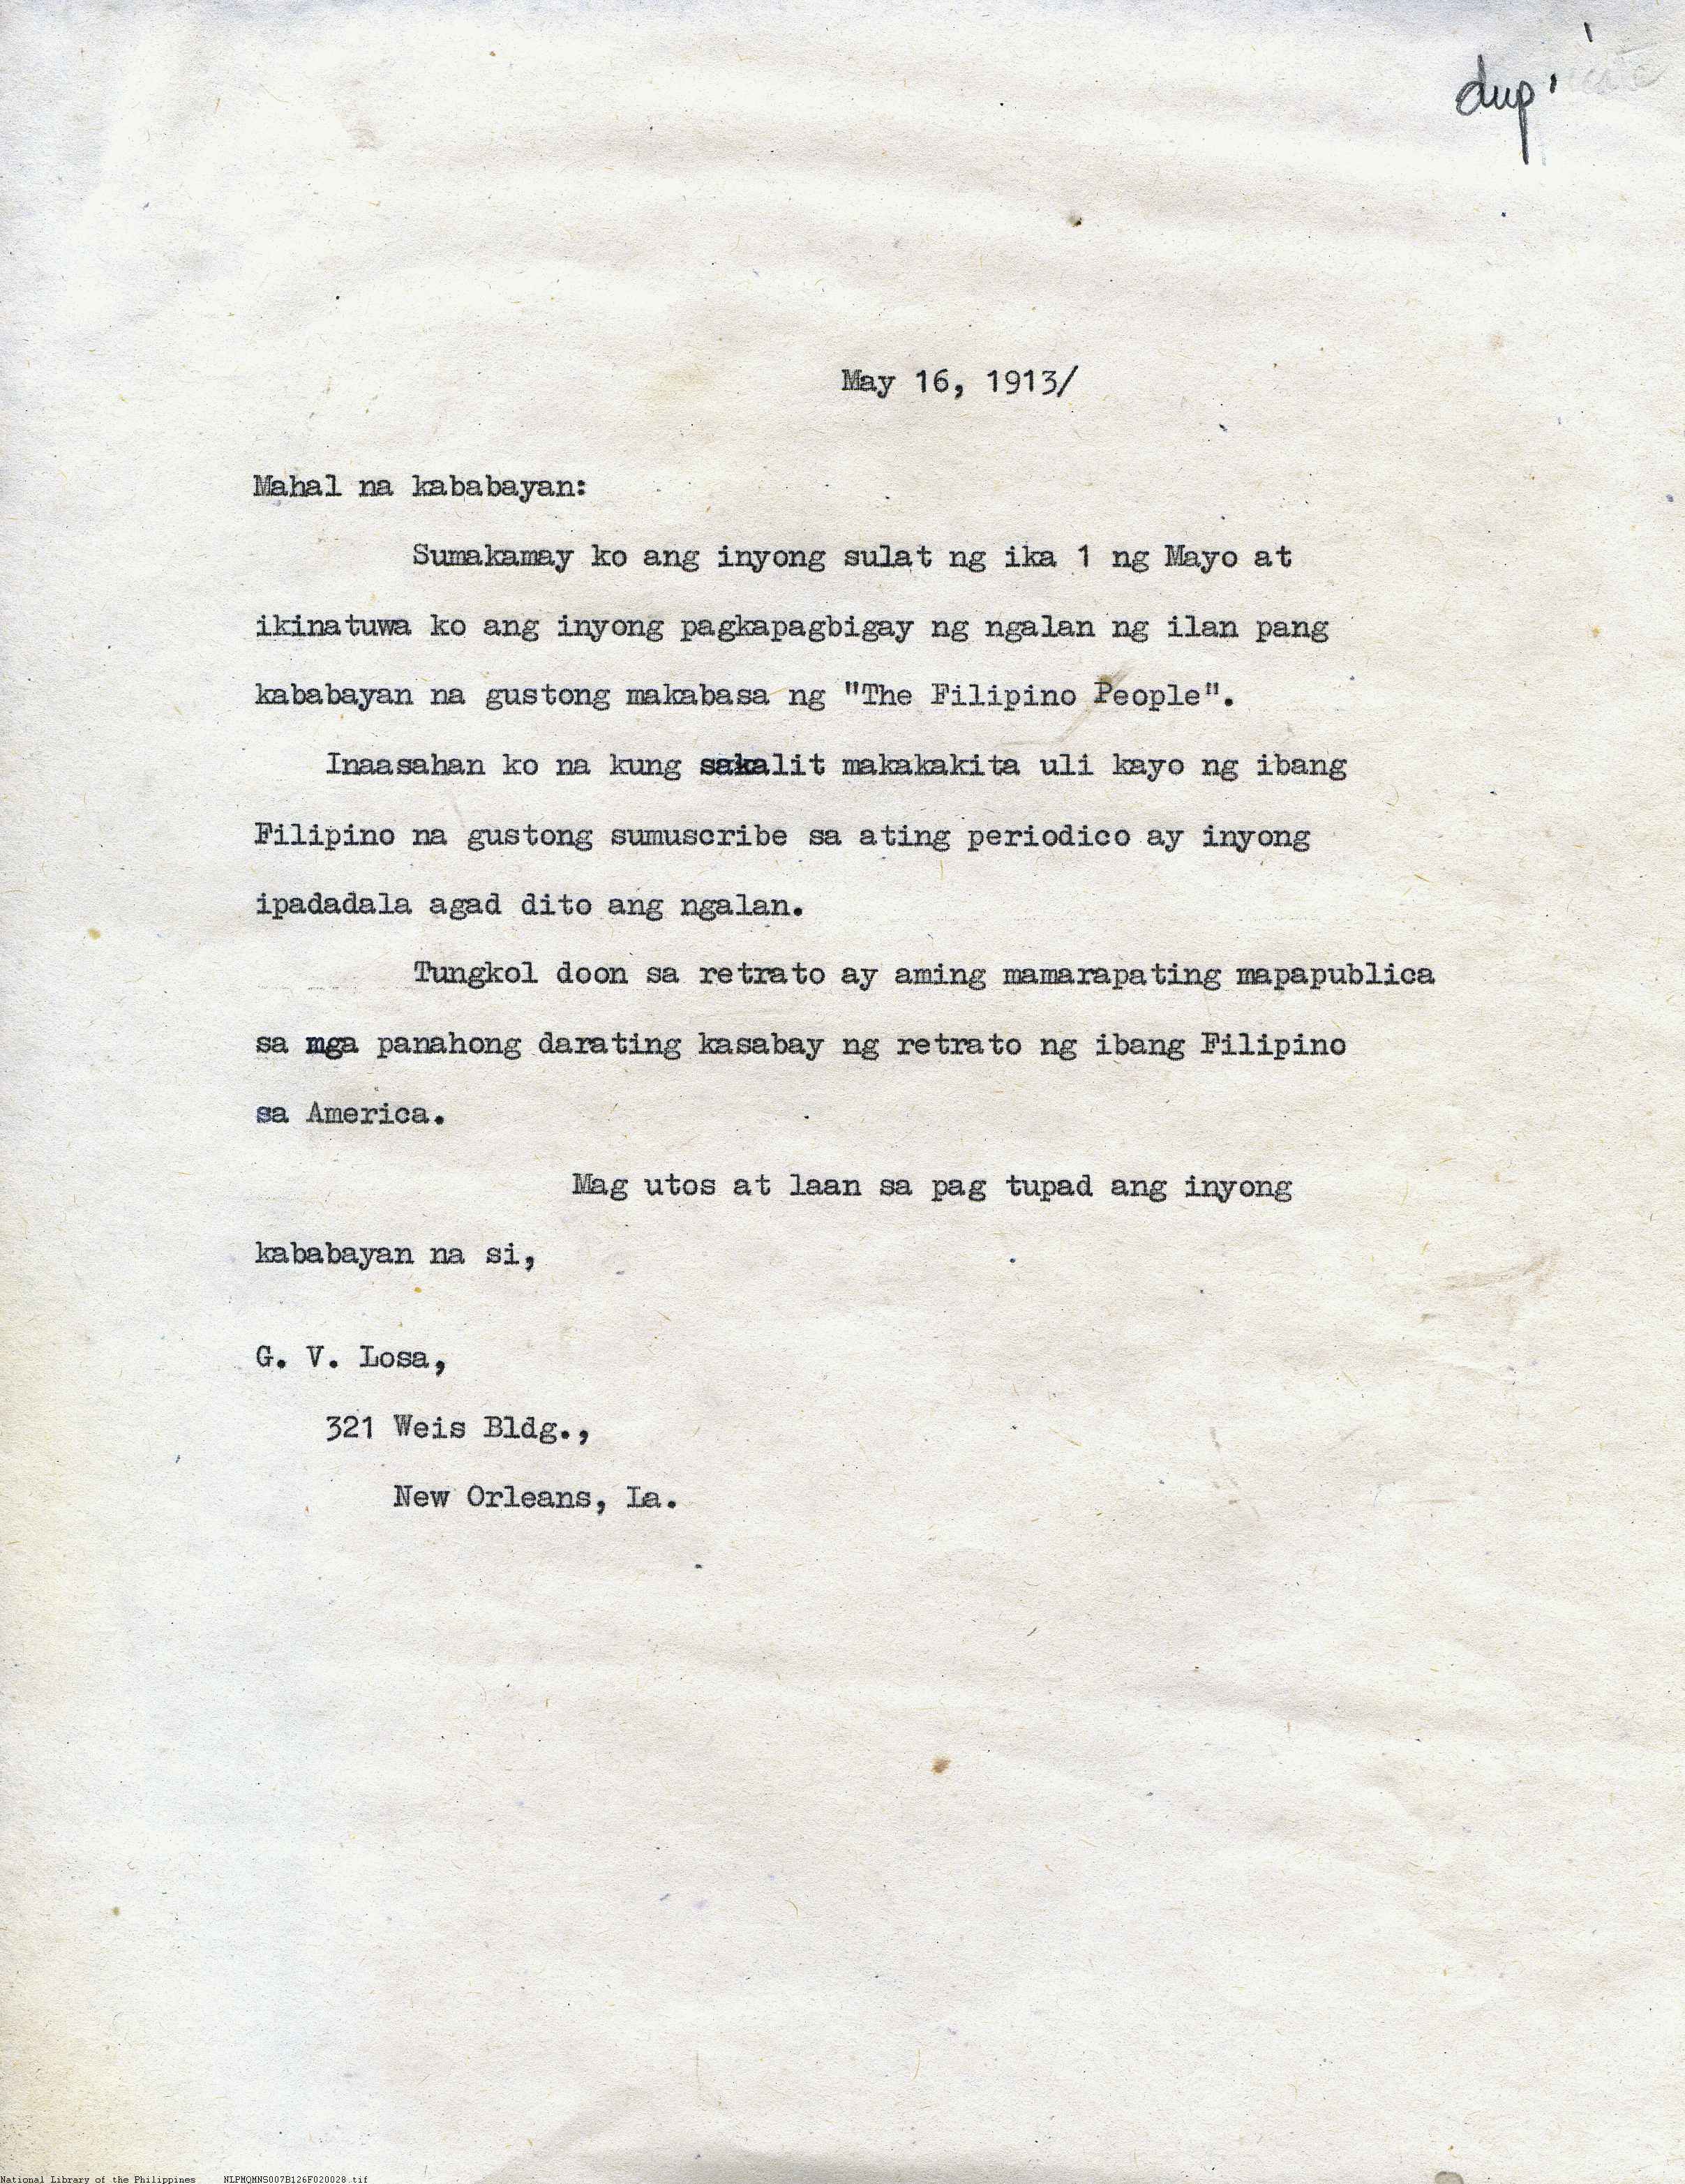 dup
May 16, 1913/
Mahal na kababayan:
Sumakamay ko ang inyong sulat ng ika 1 ng Mayo at
ikinatuwa ko ang inyong pagkapagbigay ng ngalan ng ilan pang
kababayan na gustong makabasa ng "The Filipino People".
Inaasahan ko na kung sakalit makakakita uli kayo ng ibang
Filipino na gustong sumuscribe sa ating periodico ay inyong
ipadadala agad dito ang ngalan.
Tungkol doon sa retrato ay aming mamarapating mapapublica
sa mga panahong darating kasabay ng retrato ng ibang Filipino
sa America.
Mag utos at laan sa pag tupad ang inyong
kababayan na si,
G. V. Losa,
321 Weis Bldg.,
New Orleans, La.
National Library of the Philippines NLPMQMNS007B126F020028.tif